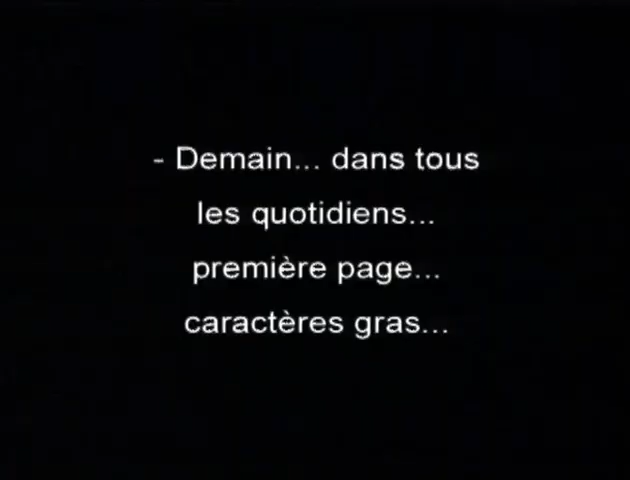 - Demain... dans tous
les quotidiens...
première page...
caractères gras...